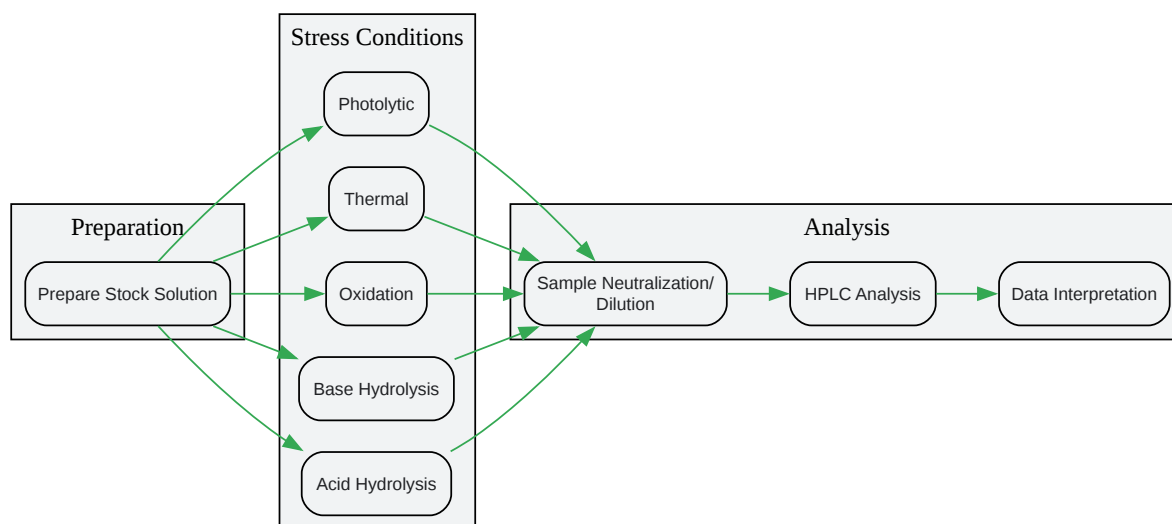 Preparation
Prepare Stock Solution
Stress Conditions
Photolytic
Thermal
Oxidation
Base Hydrolysis
Acid Hydrolysis
Analysis
Sample Neutralization/
Dilution
HPLC Analysis
Data Interpretation